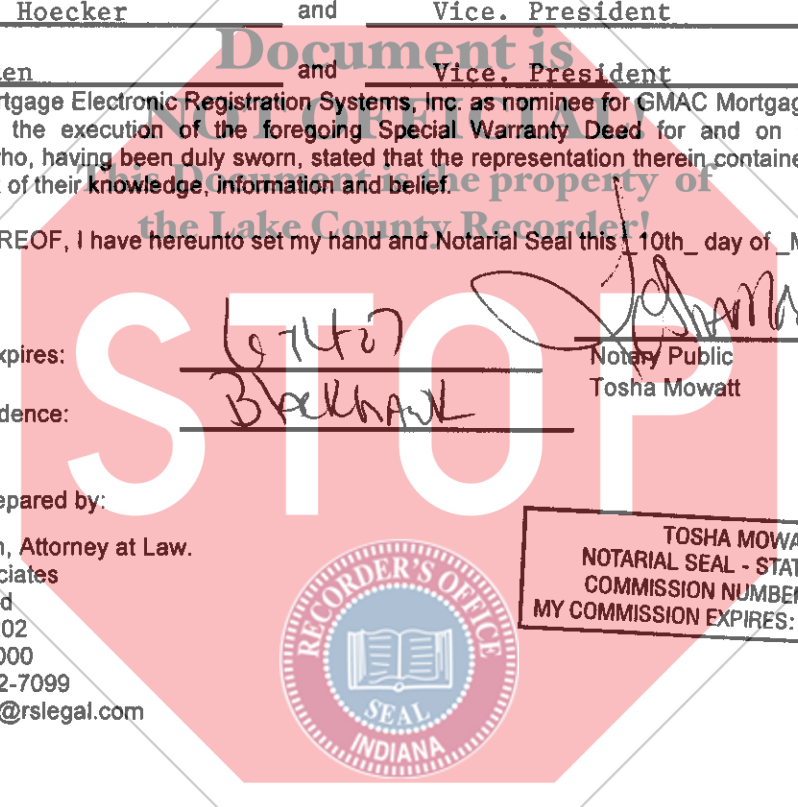 Hoecker and Vice. President
Document is
en and Vice. President
rtgage Electronic Registration Systems, Inc. as nominee for GMAC Mortgag
NOT OFFICIAL!
the execution of the foregoing Special Warranty Deed for and on
ho, having been duly sworn, stated that the representation therein containe
This Document is the property of
of their knowledge, information and belief.
the Lake County Recorder!
REOF, I have hereunto set my hand and Notarial Seal this _10th_ day of _M
STOP
xpires:
Notary Public
Tosha Mowatt
dence: Blackhawk
epared by:
n, Attorney at Law.
ciates
d
02
000
2-7099
@rslegal.com
TOSHA MOWA
NOTARIAL SEAL - STAT
COMMISSION NUMBER
MY COMMISSION EXPIRES:
RECORDER'S OFFICE
SEAL
INDIANA